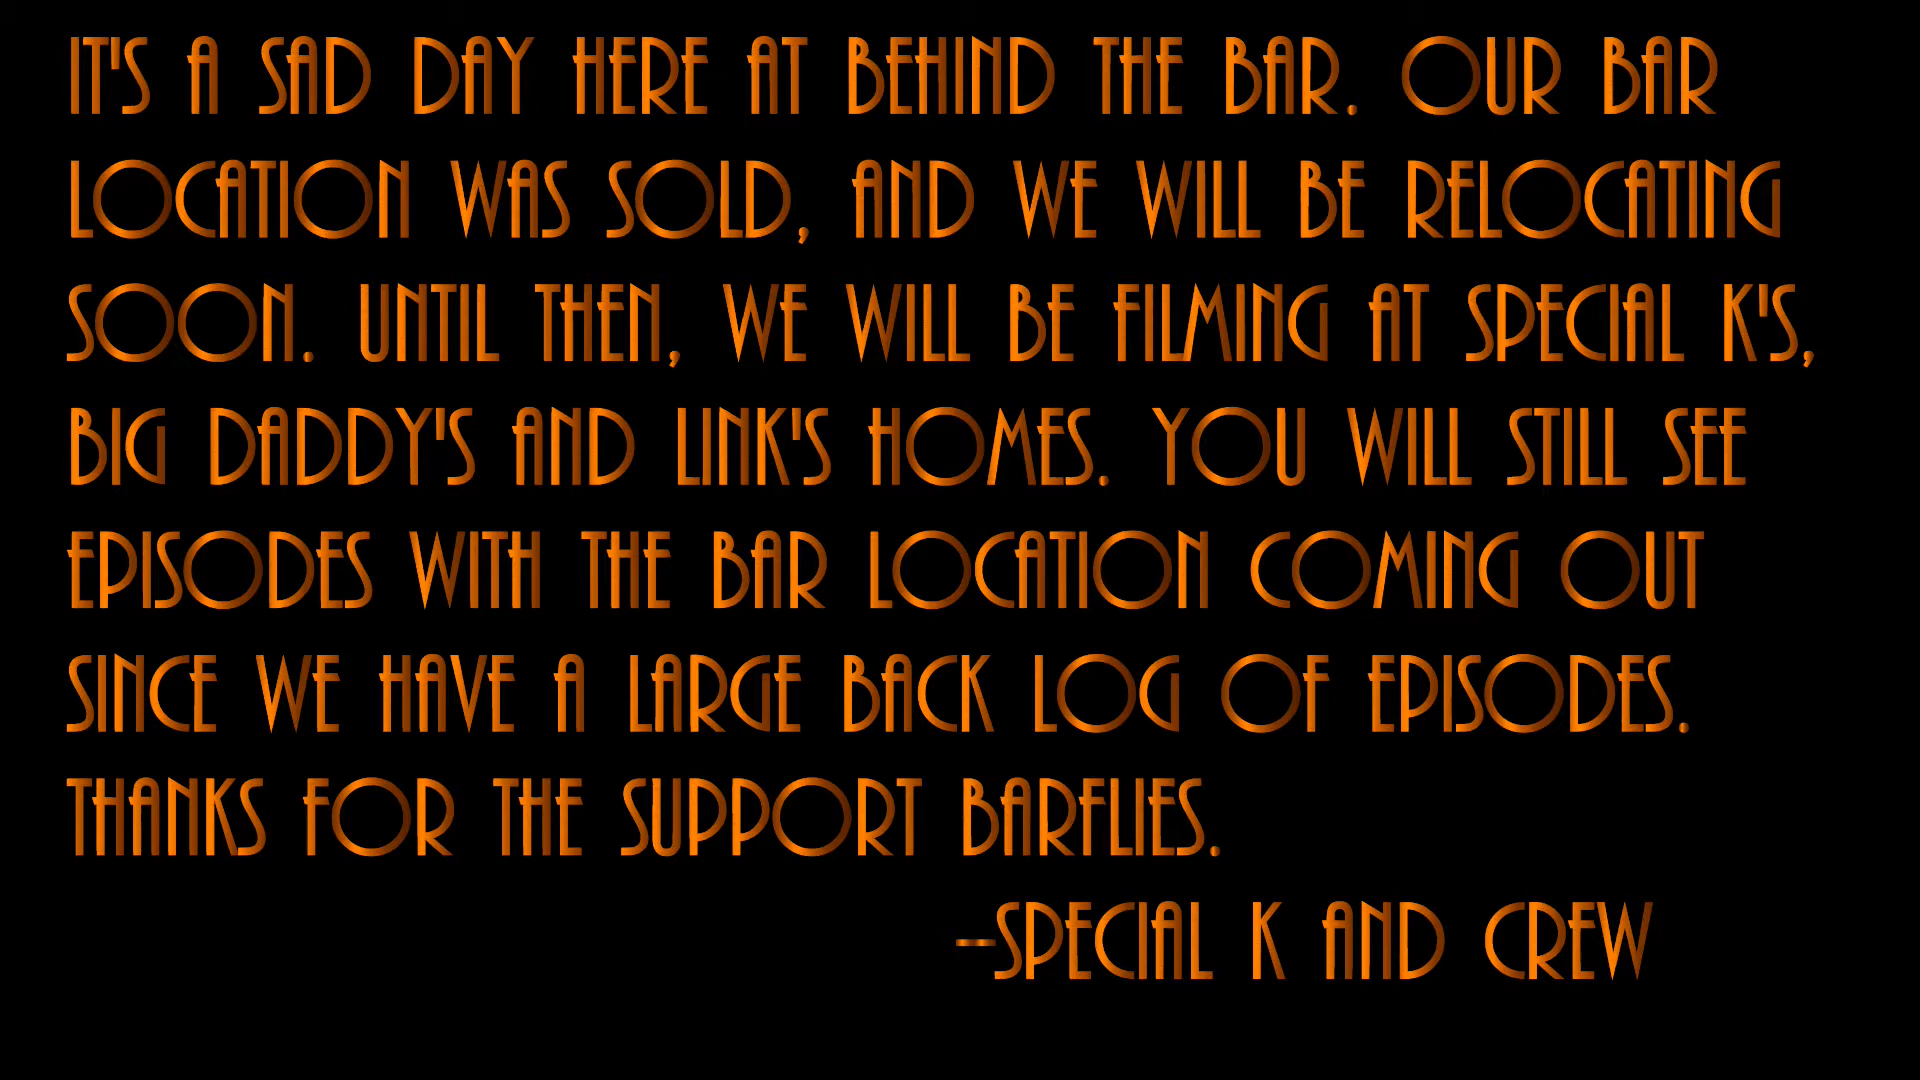 IT'S A SAD DAY HERE AT BEHIND THE BAR. OUR BAR
LOCATION WAS SOLD, AND WE WILL BE RELOCATING
SOON. UNTIL THEN, WE WILL BE FILMING AT SPECIAL K'S,
BIG DADDY'S AND LINK'S HOMES. YOU WILL STILL SEE
EPISODES WITH THE BAR LOCATION COMING OUT
SINCE WE HAVE A LARGE BACK LOG OF EPISODES.
THANKS FOR THE SUPPORT BARFLIES.
--SPECIAL K AND CREW